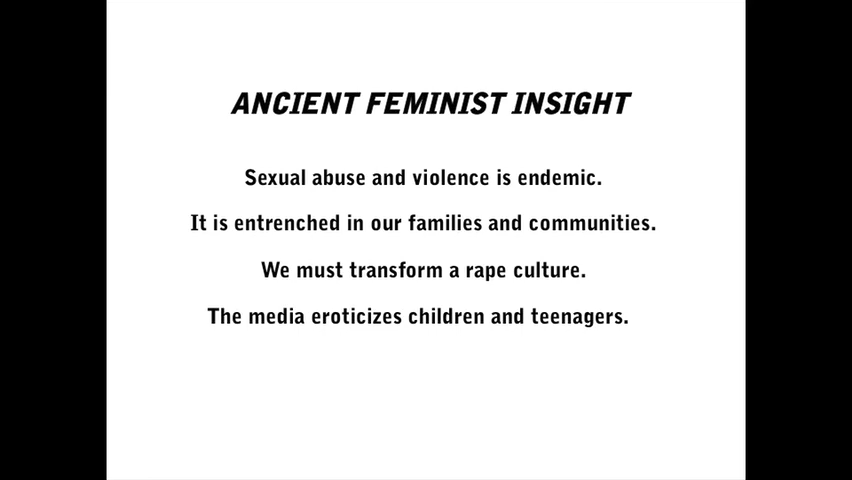 ANCIENT FEMINIST INSIGHT
Sexual abuse and violence is endemic.
It is entrenched in our families and communities.
We must transform a rape culture.
The media eroticizes children and teenagers.